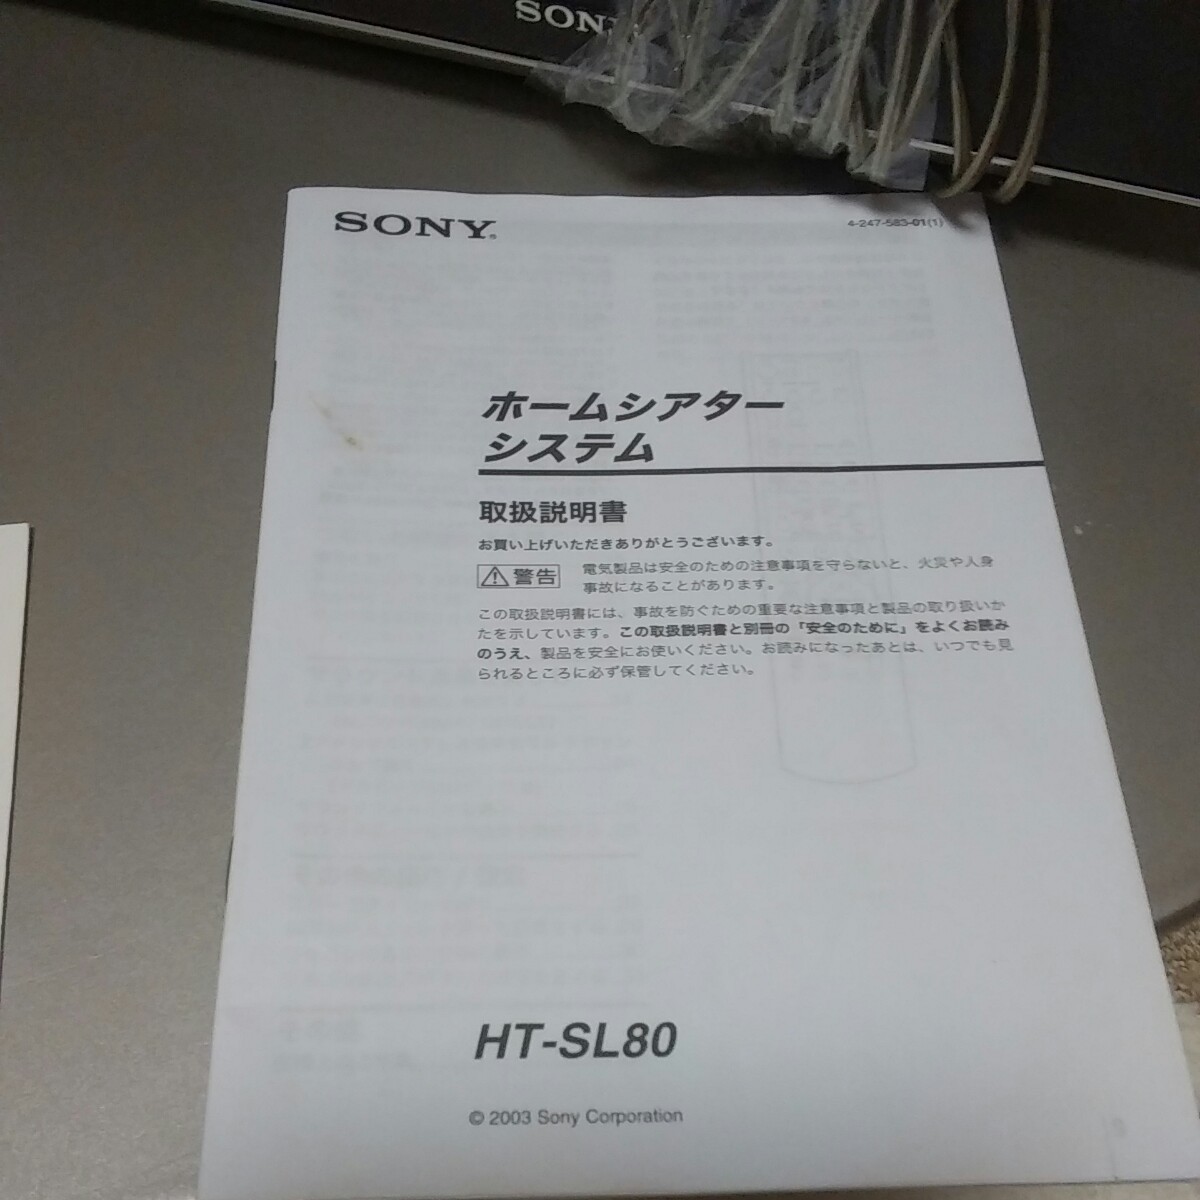 SONY
SONY
4-247-583-01(1)
ホームシアター
システム
取扱説明書
お買い上げいただきありがとうございます。
警告
電気製品は安全のための注意事項を守らないと、火災や人身
事故になることがあります。
この取扱説明書には、事故を防ぐための重要な注意事項と製品の取り扱いか
たを示しています。この取扱説明書と別冊の「安全のために」をよくお読み
のうえ、製品を安全にお使いください。お読みになったあとは、いつでも見
られるところに必ず保管してください。
HT-SL80
© 2003 Sony Corporation